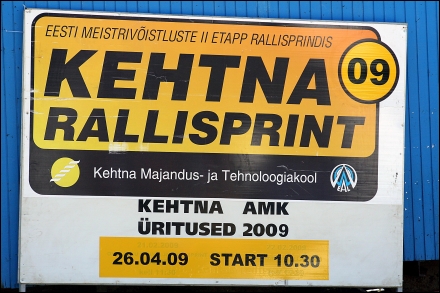 EESTI MEISTRIVÕISTLUSTE II ETAPP RALLISPRINDIS
KEHTNA 09
RALLISPRINT
Kehtna Majandus- ja Tehnoloogiakool
KEHTNA AMK
ÜRITUSED 2009
26.04.09 START 10.30